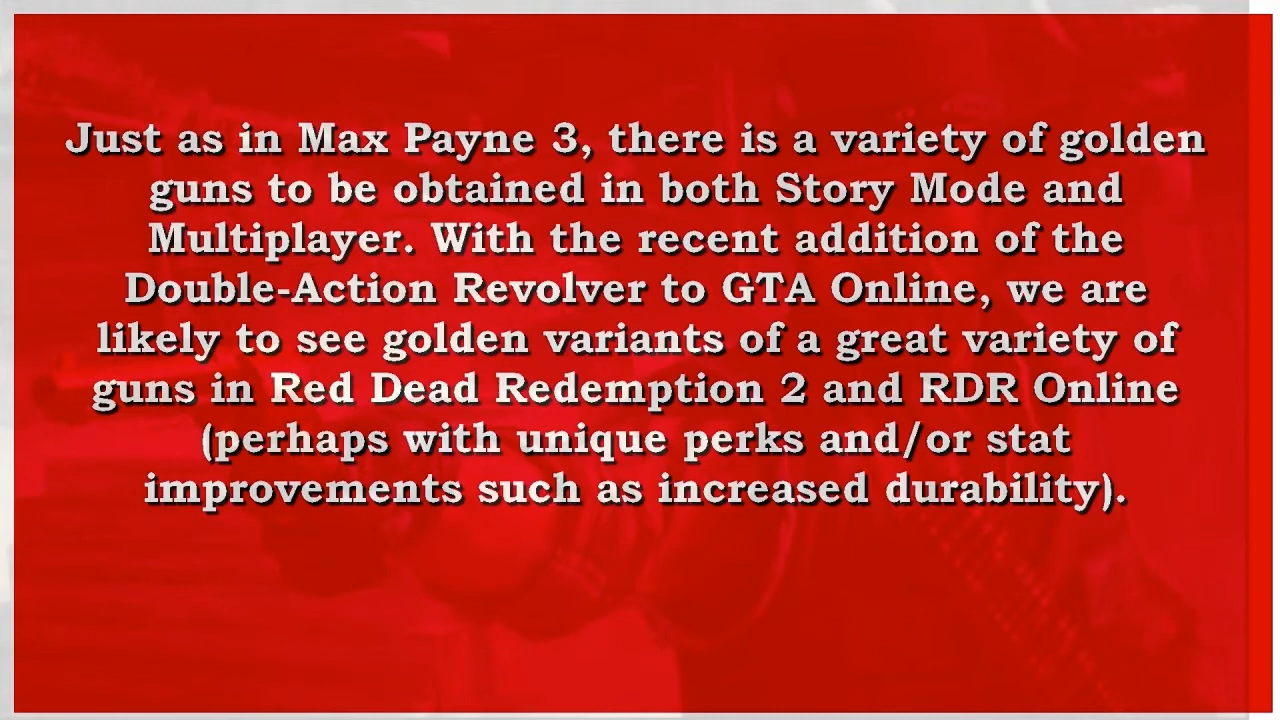 Just as in Max Payne 3, there is a variety of golden
guns to be obtained in both Story Mode and
Multiplayer. With the recent addition of the
Double-Action Revolver to GTA Online, we are
likely to see golden variants of a great variety of
guns in Red Dead Redemption 2 and RDR Online
(perhaps with unique perks and/or stat
improvements such as increased durability).